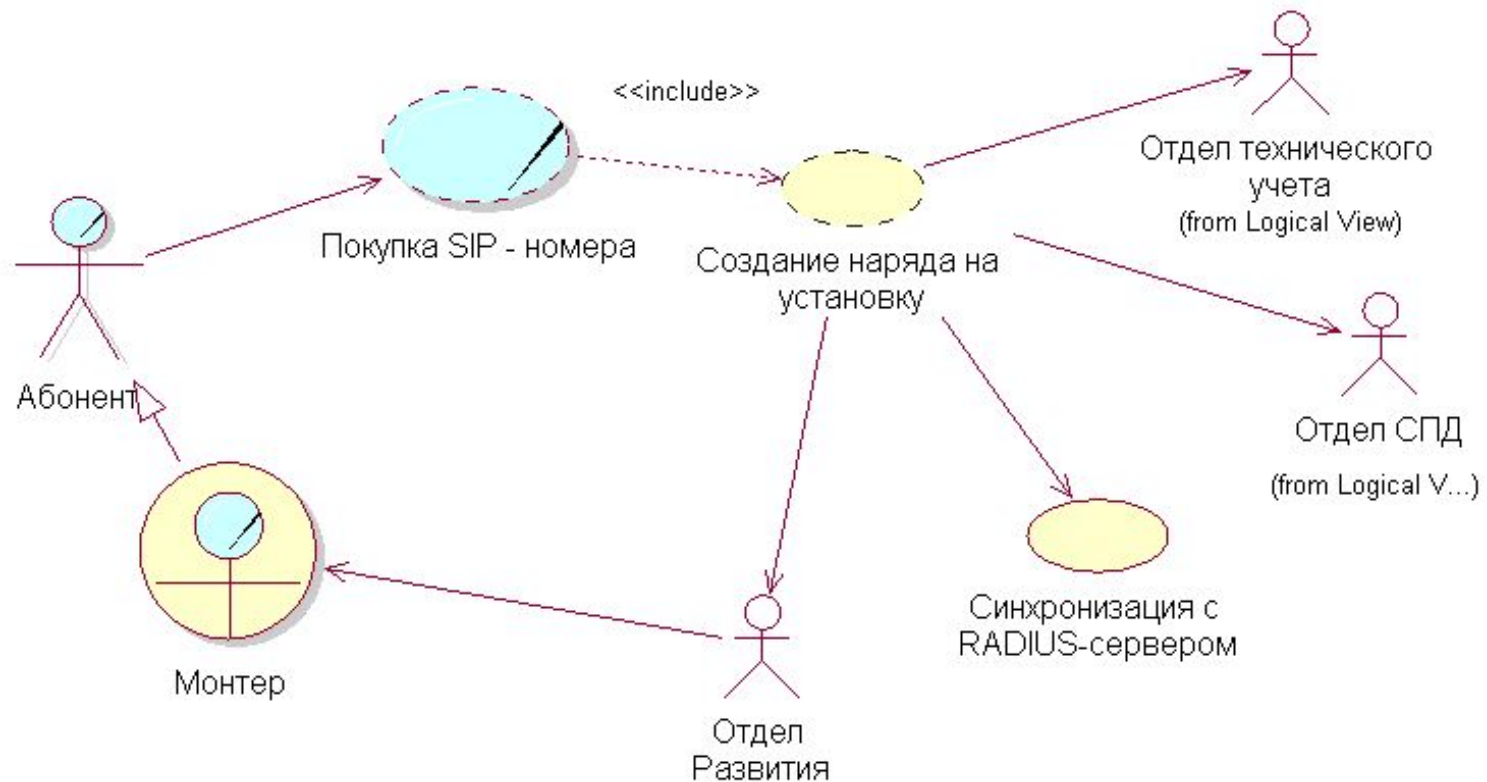 <<include>>
Отдел технического
учета
(from Logical View)
Покупка SIP - номера
Создание наряда на
установку
Абонент
Отдел СПД
(from Logical V...)
Синхронизация с
RADIUS-сервером
Монтер
Отдел
Развития